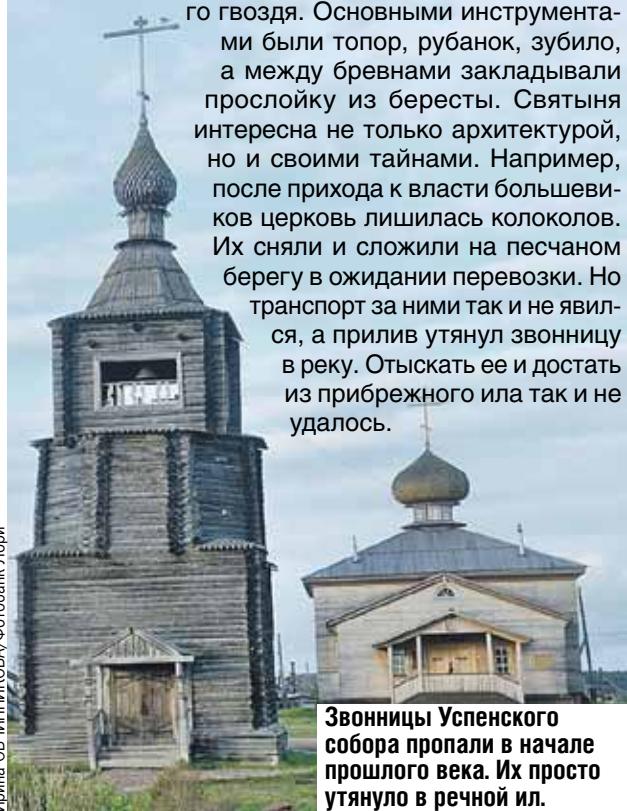 го гвоздя. Основными инструмента-
ми были топор, рубанок, зубило,
а между бревнами закладывали
прослойку из бересты. Святыня
интересна не только архитектурой,
но и своими тайнами. Например,
после прихода к власти большеви-
ков церковь лишилась колоколов.
Их сняли и сложили на песчаном
берегу в ожидании перевозки. Но
транспорт за ними так и не явил-
ся, а прилив утянул звонницу
в реку. Отыскать ее и достать
из прибрежного ила так и не
удалось.
Звонницы Успенского
собора пропали в начале
прошлого века. Их просто
утянуло в речной ил.
Фотобанк Лори